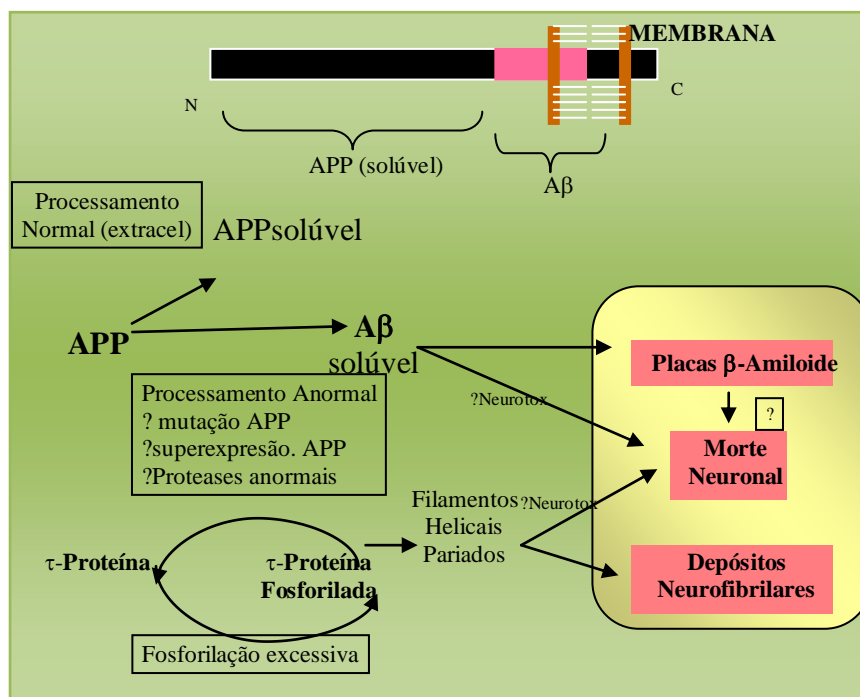 MEMBRANA
N
C
APP (solúvel)
Aβ
Processamento
Normal (extracel)
APPsolúvel
APP
Aβ
solúvel
Placas β-Amiloide
?Neurotox
?
Processamento Anormal
? mutação APP
?superexpresão. APP
?Proteases anormais
Morte
Neuronal
Filamentos
Helicais
Pariados
?Neurotox
τ-Proteína
τ-Proteína
Fosforilada
Depósitos
Neurofibrilares
Fosforilação excessiva